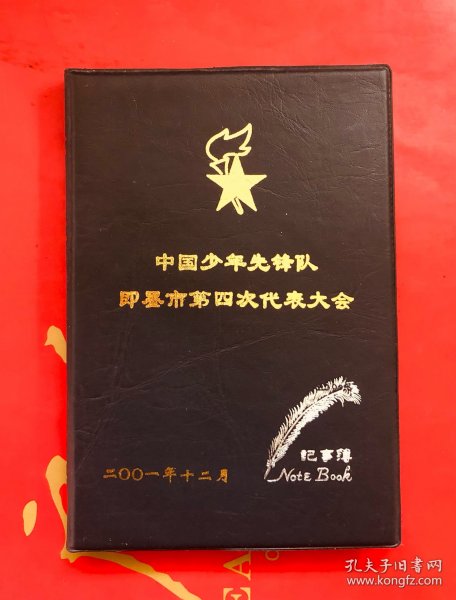 中国少年先锋队
即墨市第四次代表大会
二〇〇一年十二月
記事簿
Note Book
孔夫子旧书网
www.kongfz.com